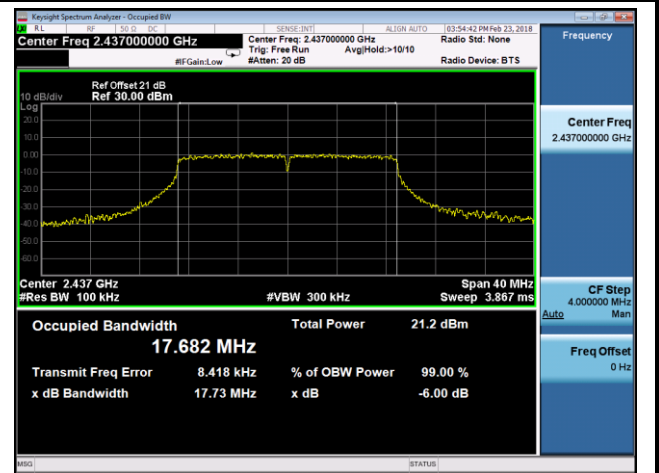 Keysight Spectrum Analyzer - Occupied BW
RL RF 50 Ω DC SENSE:INT ALIGN AUTO 03:54:42 PM Feb 23, 2018
Center Freq 2.437000000 GHz
Center Freq: 2.437000000 GHz Radio Std: None
Trig: Free Run Avg|Hold:>10/10
#IFGain:Low #Atten: 20 dB Radio Device: BTS
Ref Offset 21 dB
10 dB/div Ref 30.00 dBm
Log
20.0
10.0
0.00
-10.0
-20.0
-30.0
-40.0
-50.0
-60.0
Center 2.437 GHz Span 40 MHz
#Res BW 100 kHz #VBW 300 kHz Sweep 3.867 ms
Occupied Bandwidth Total Power 21.2 dBm
17.682 MHz
Transmit Freq Error 8.418 kHz % of OBW Power 99.00 %
x dB Bandwidth 17.73 MHz x dB -6.00 dB
MSG STATUS
Frequency
Center Freq
2.437000000 GHz
CF Step
4.000000 MHz
Auto Man
Freq Offset
0 Hz